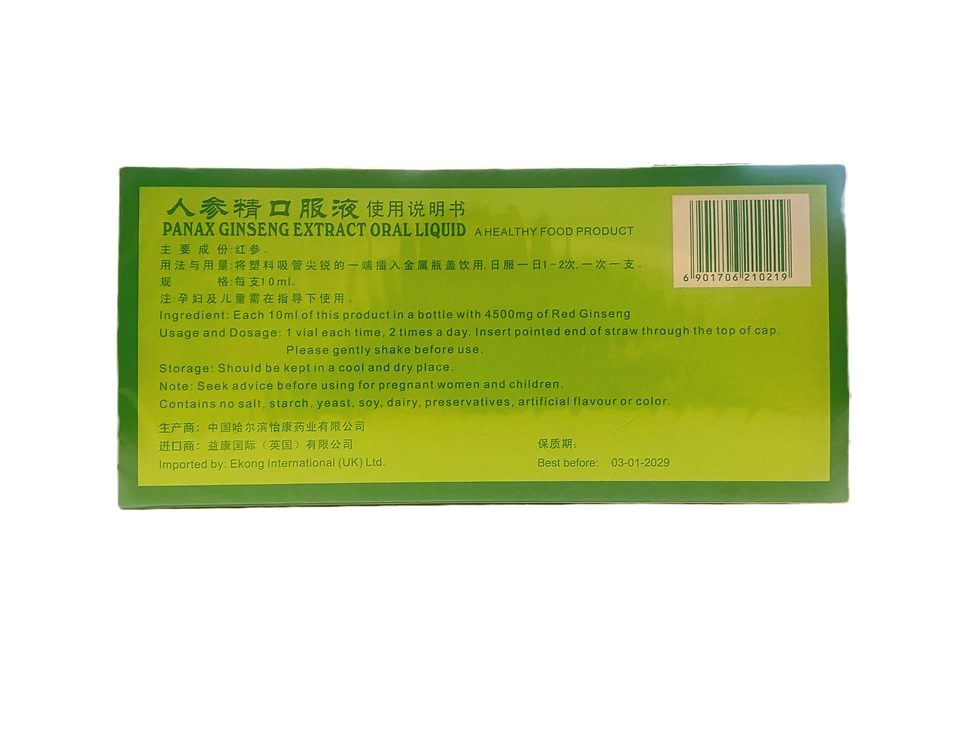 人参精口服液 使用说明书
PANAX GINSENG EXTRACT ORAL LIQUID A HEALTHY FOOD PRODUCT
主要成份:红参。
用法与用量:将塑料吸管尖锐的一端插入金属瓶盖饮用,日服一日1-2次,一次一支。
规格:每支10ml。
注:孕妇及儿童需在指导下使用。
Ingredient: Each 10ml of this product in a bottle with 4500mg of Red Ginseng
Usage and Dosage: 1 vial each time, 2 times a day. Insert pointed end of straw through the top of cap.
Please gently shake before use.
Storage: Should be kept in a cool and dry place.
Note: Seek advice before using for pregnant women and children.
Contains no salt, starch, yeast, soy, dairy, preservatives, artificial flavour or color.
生产商：中国哈尔滨怡康药业有限公司
进口商：益康国际（英国）有限公司
Imported by: Ekong International (UK) Ltd.
保质期：
Best before: 03-01-2029
6 901706 210219